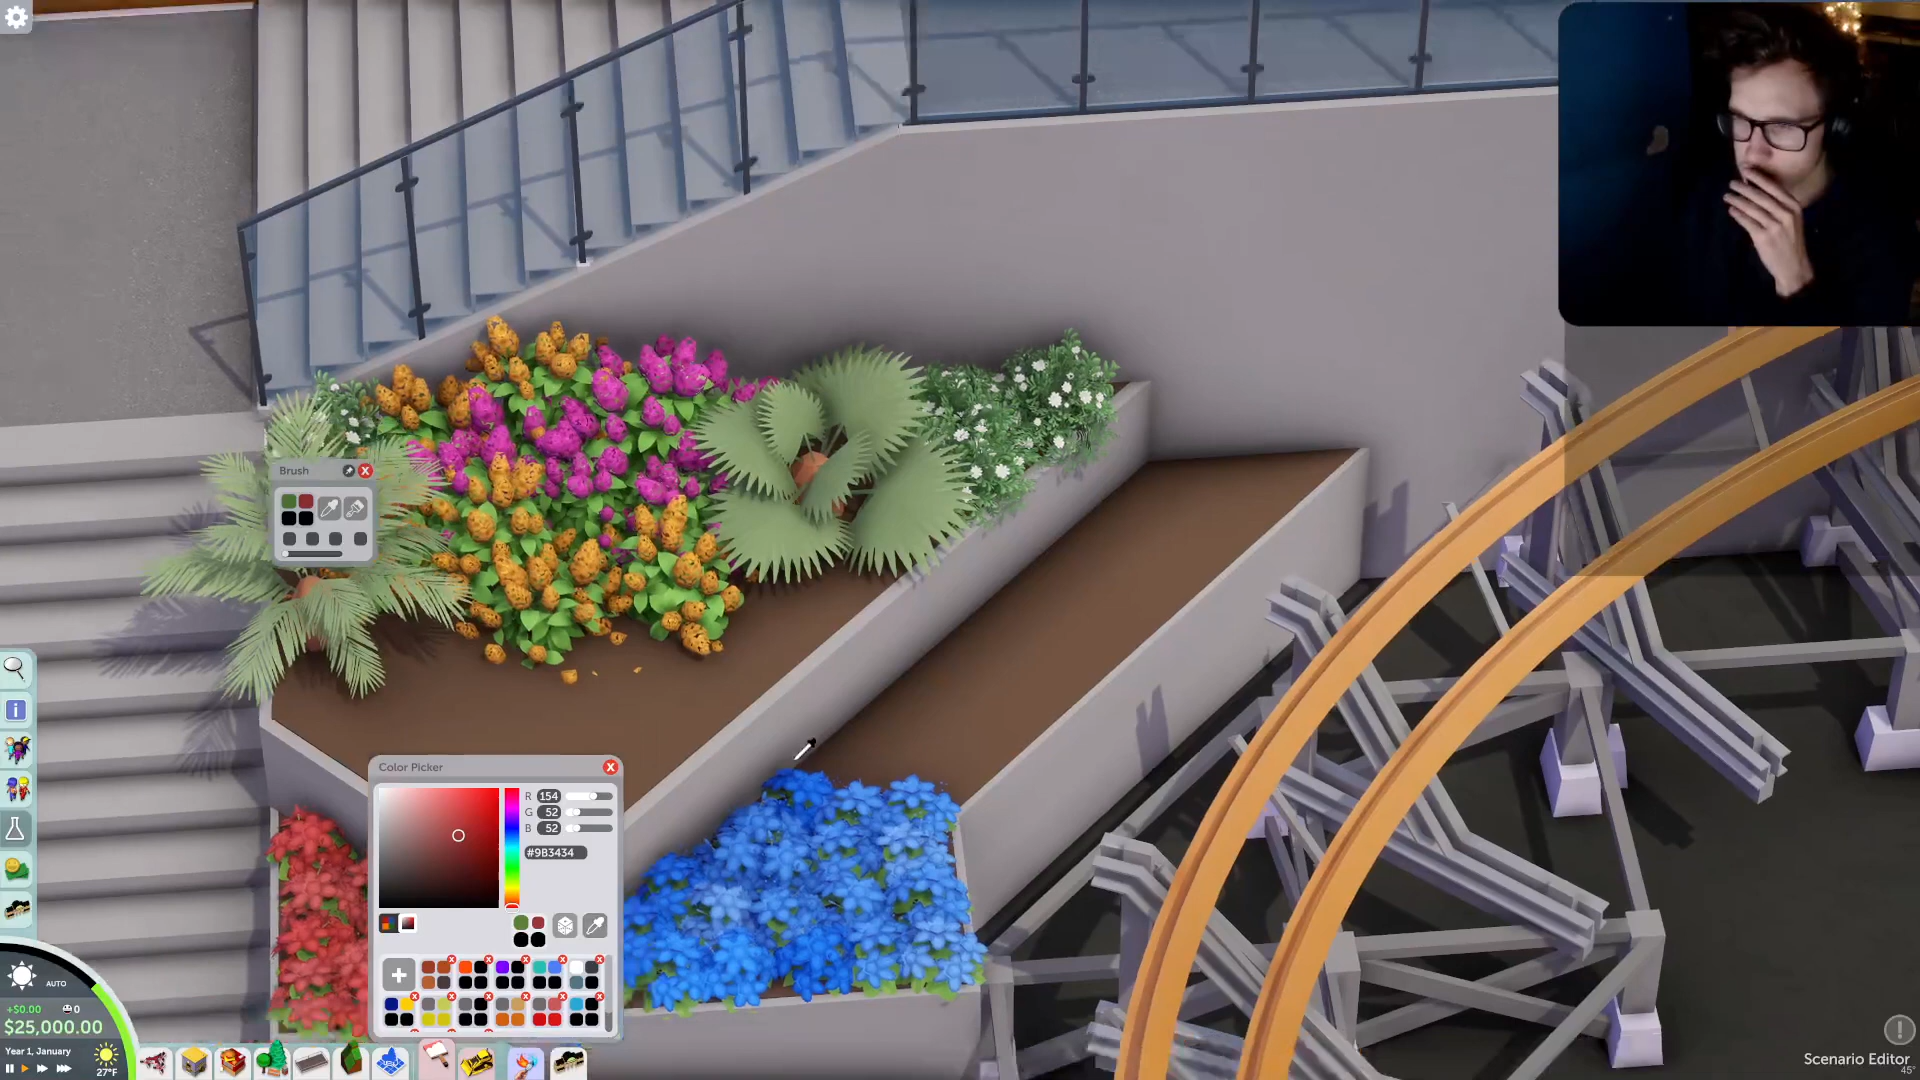 Brush
Color Picker
R 154
G 52
B 52
#9B3434
AUTO
+$0.00 0
$25,000.00
Year 1, January
27°F
Scenario Editor
45°